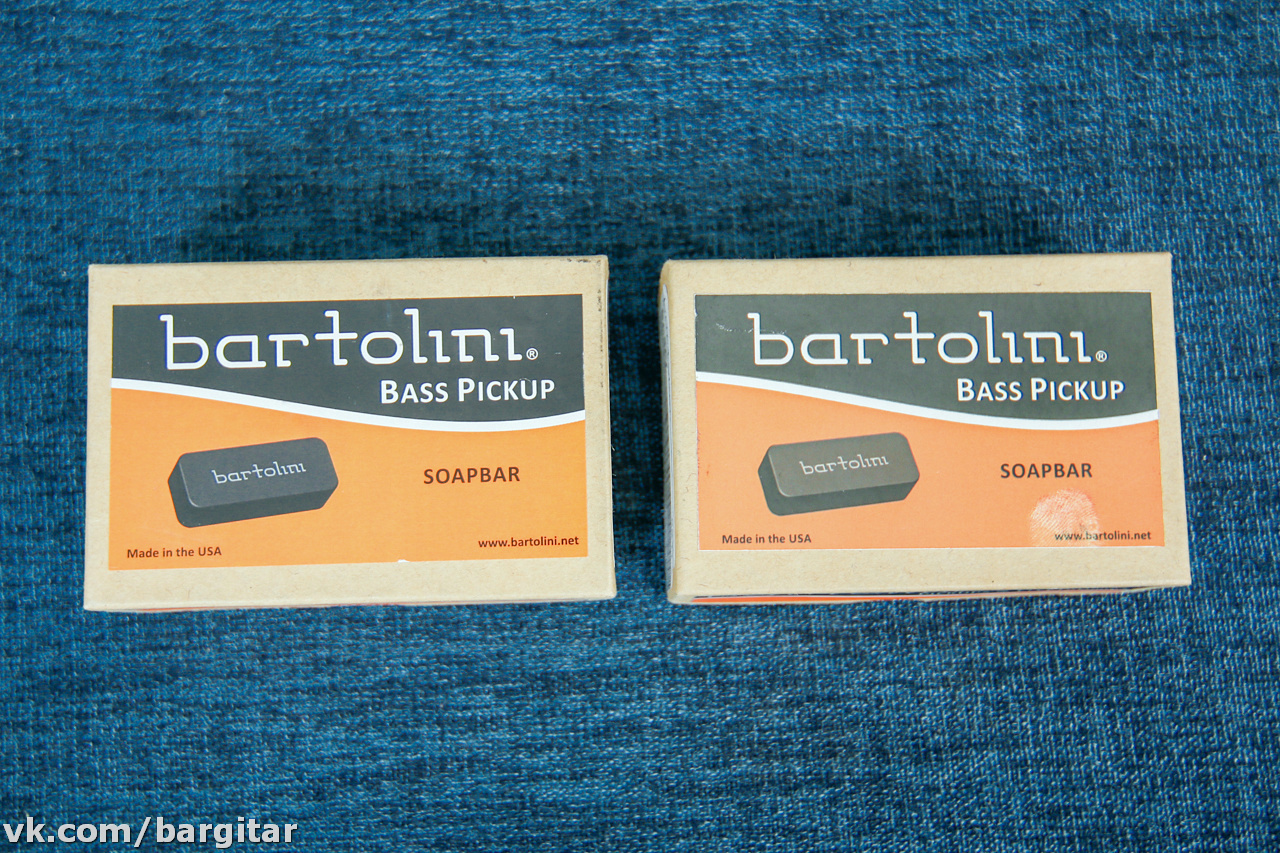 bartolini®
BASS PICKUP
bartolini
SOAPBAR
Made in the USA
www.bartolini.net
bartolini®
BASS PICKUP
bartolini
SOAPBAR
Made in the USA
www.bartolini.net
vk.com/bargitar